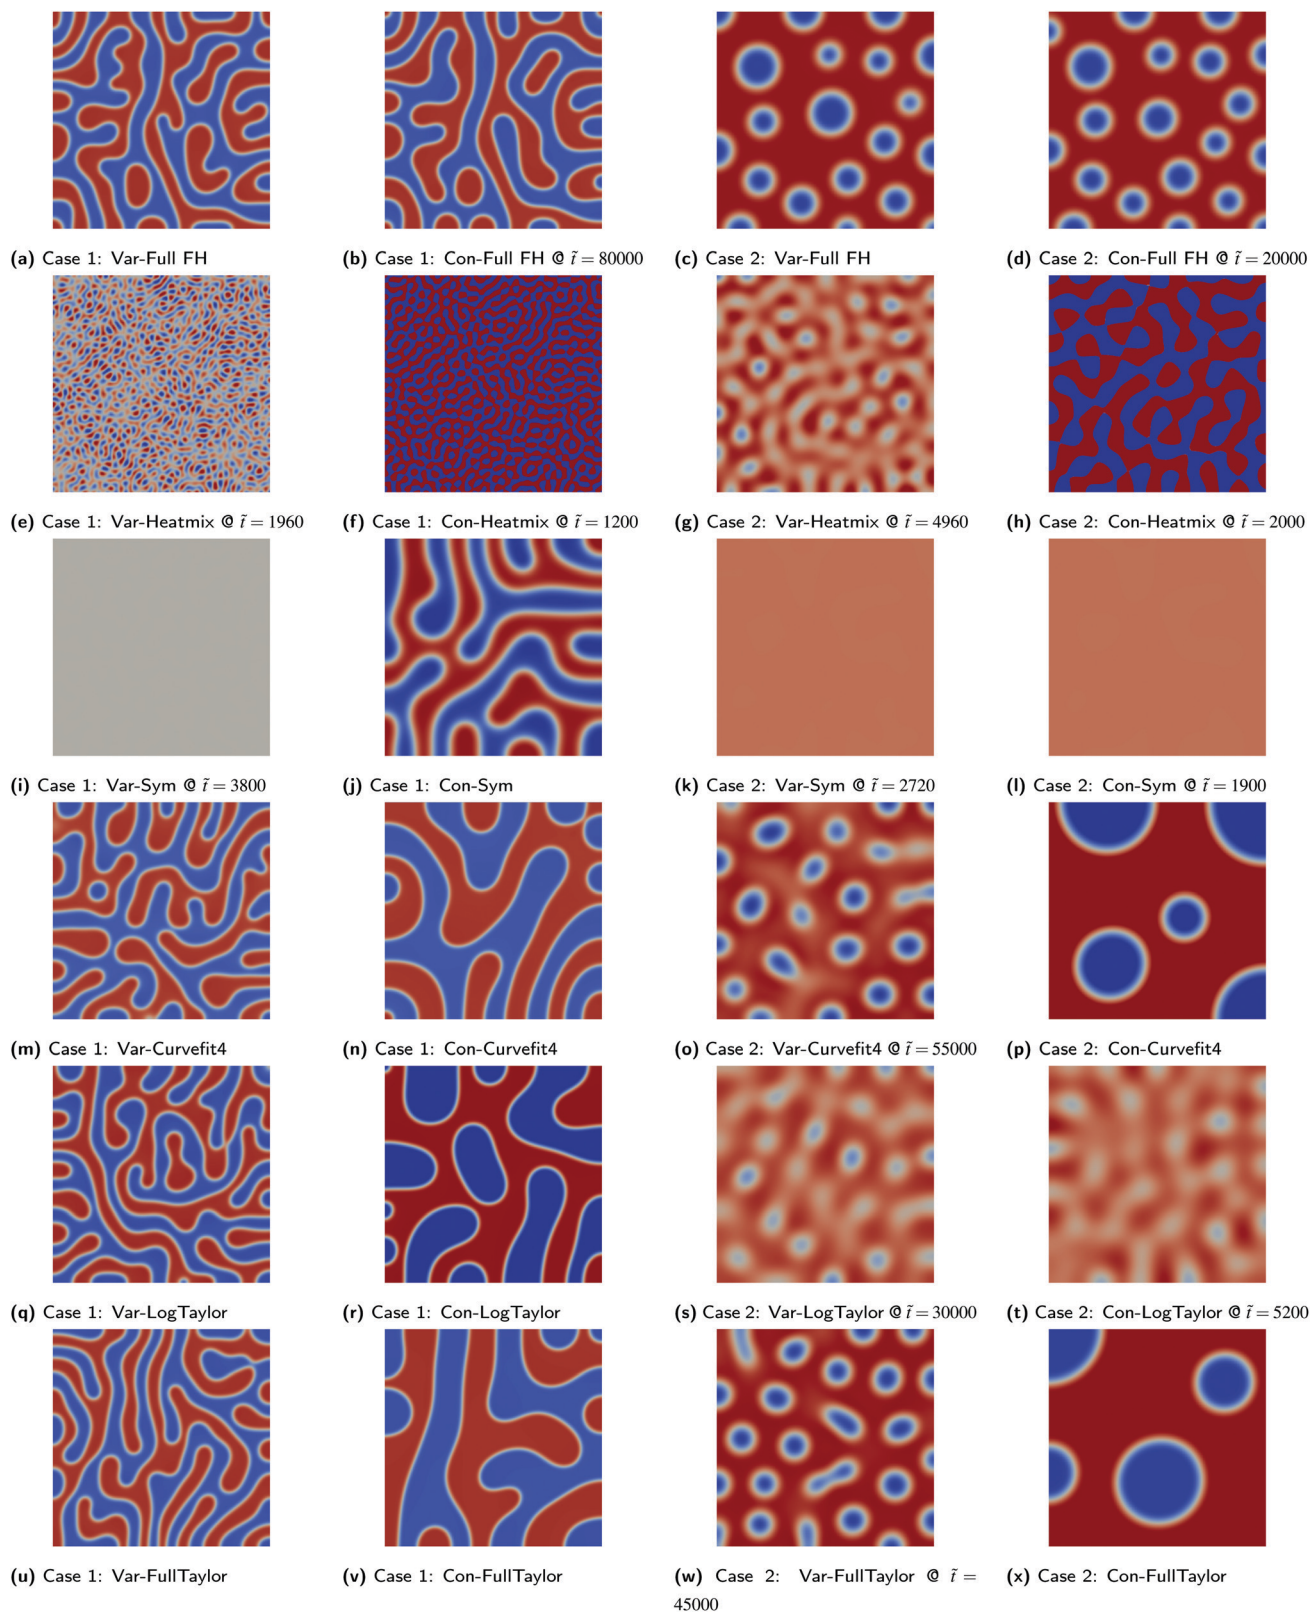 (a) Case 1: Var-Full FH
(b) Case 1: Con-Full FH @ t̃ = 80000
(c) Case 2: Var-Full FH
(d) Case 2: Con-Full FH @ t̃ = 20000
(e) Case 1: Var-Heatmix @ t̃ = 1960
(f) Case 1: Con-Heatmix @ t̃ = 1200
(g) Case 2: Var-Heatmix @ t̃ = 4960
(h) Case 2: Con-Heatmix @ t̃ = 2000
(i) Case 1: Var-Sym @ t̃ = 3800
(j) Case 1: Con-Sym
(k) Case 2: Var-Sym @ t̃ = 2720
(l) Case 2: Con-Sym @ t̃ = 1900
(m) Case 1: Var-Curvefit4
(n) Case 1: Con-Curvefit4
(o) Case 2: Var-Curvefit4 @ t̃ = 55000
(p) Case 2: Con-Curvefit4
(q) Case 1: Var-LogTaylor
(r) Case 1: Con-LogTaylor
(s) Case 2: Var-LogTaylor @ t̃ = 30000
(t) Case 2: Con-LogTaylor @ t̃ = 5200
(u) Case 1: Var-FullTaylor
(v) Case 1: Con-FullTaylor
(w) Case 2: Var-FullTaylor @ t̃ =
45000
(x) Case 2: Con-FullTaylor